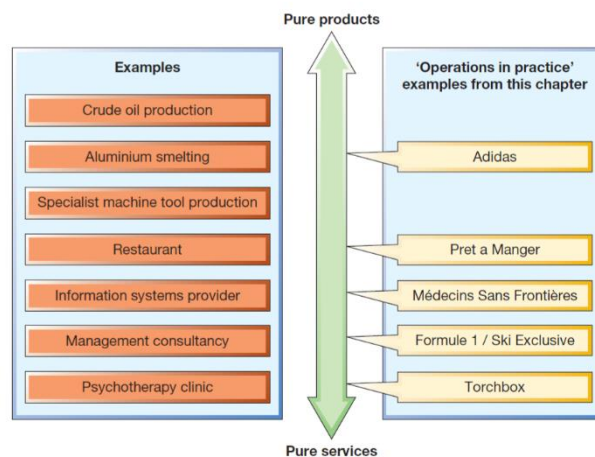 Pure products
Examples
Crude oil production
Aluminium smelting
Specialist machine tool production
Restaurant
Information systems provider
Management consultancy
Psychotherapy clinic
‘Operations in practice’
examples from this chapter
Adidas
Pret a Manger
Médecins Sans Frontières
Formule 1 / Ski Exclusive
Torchbox
Pure services